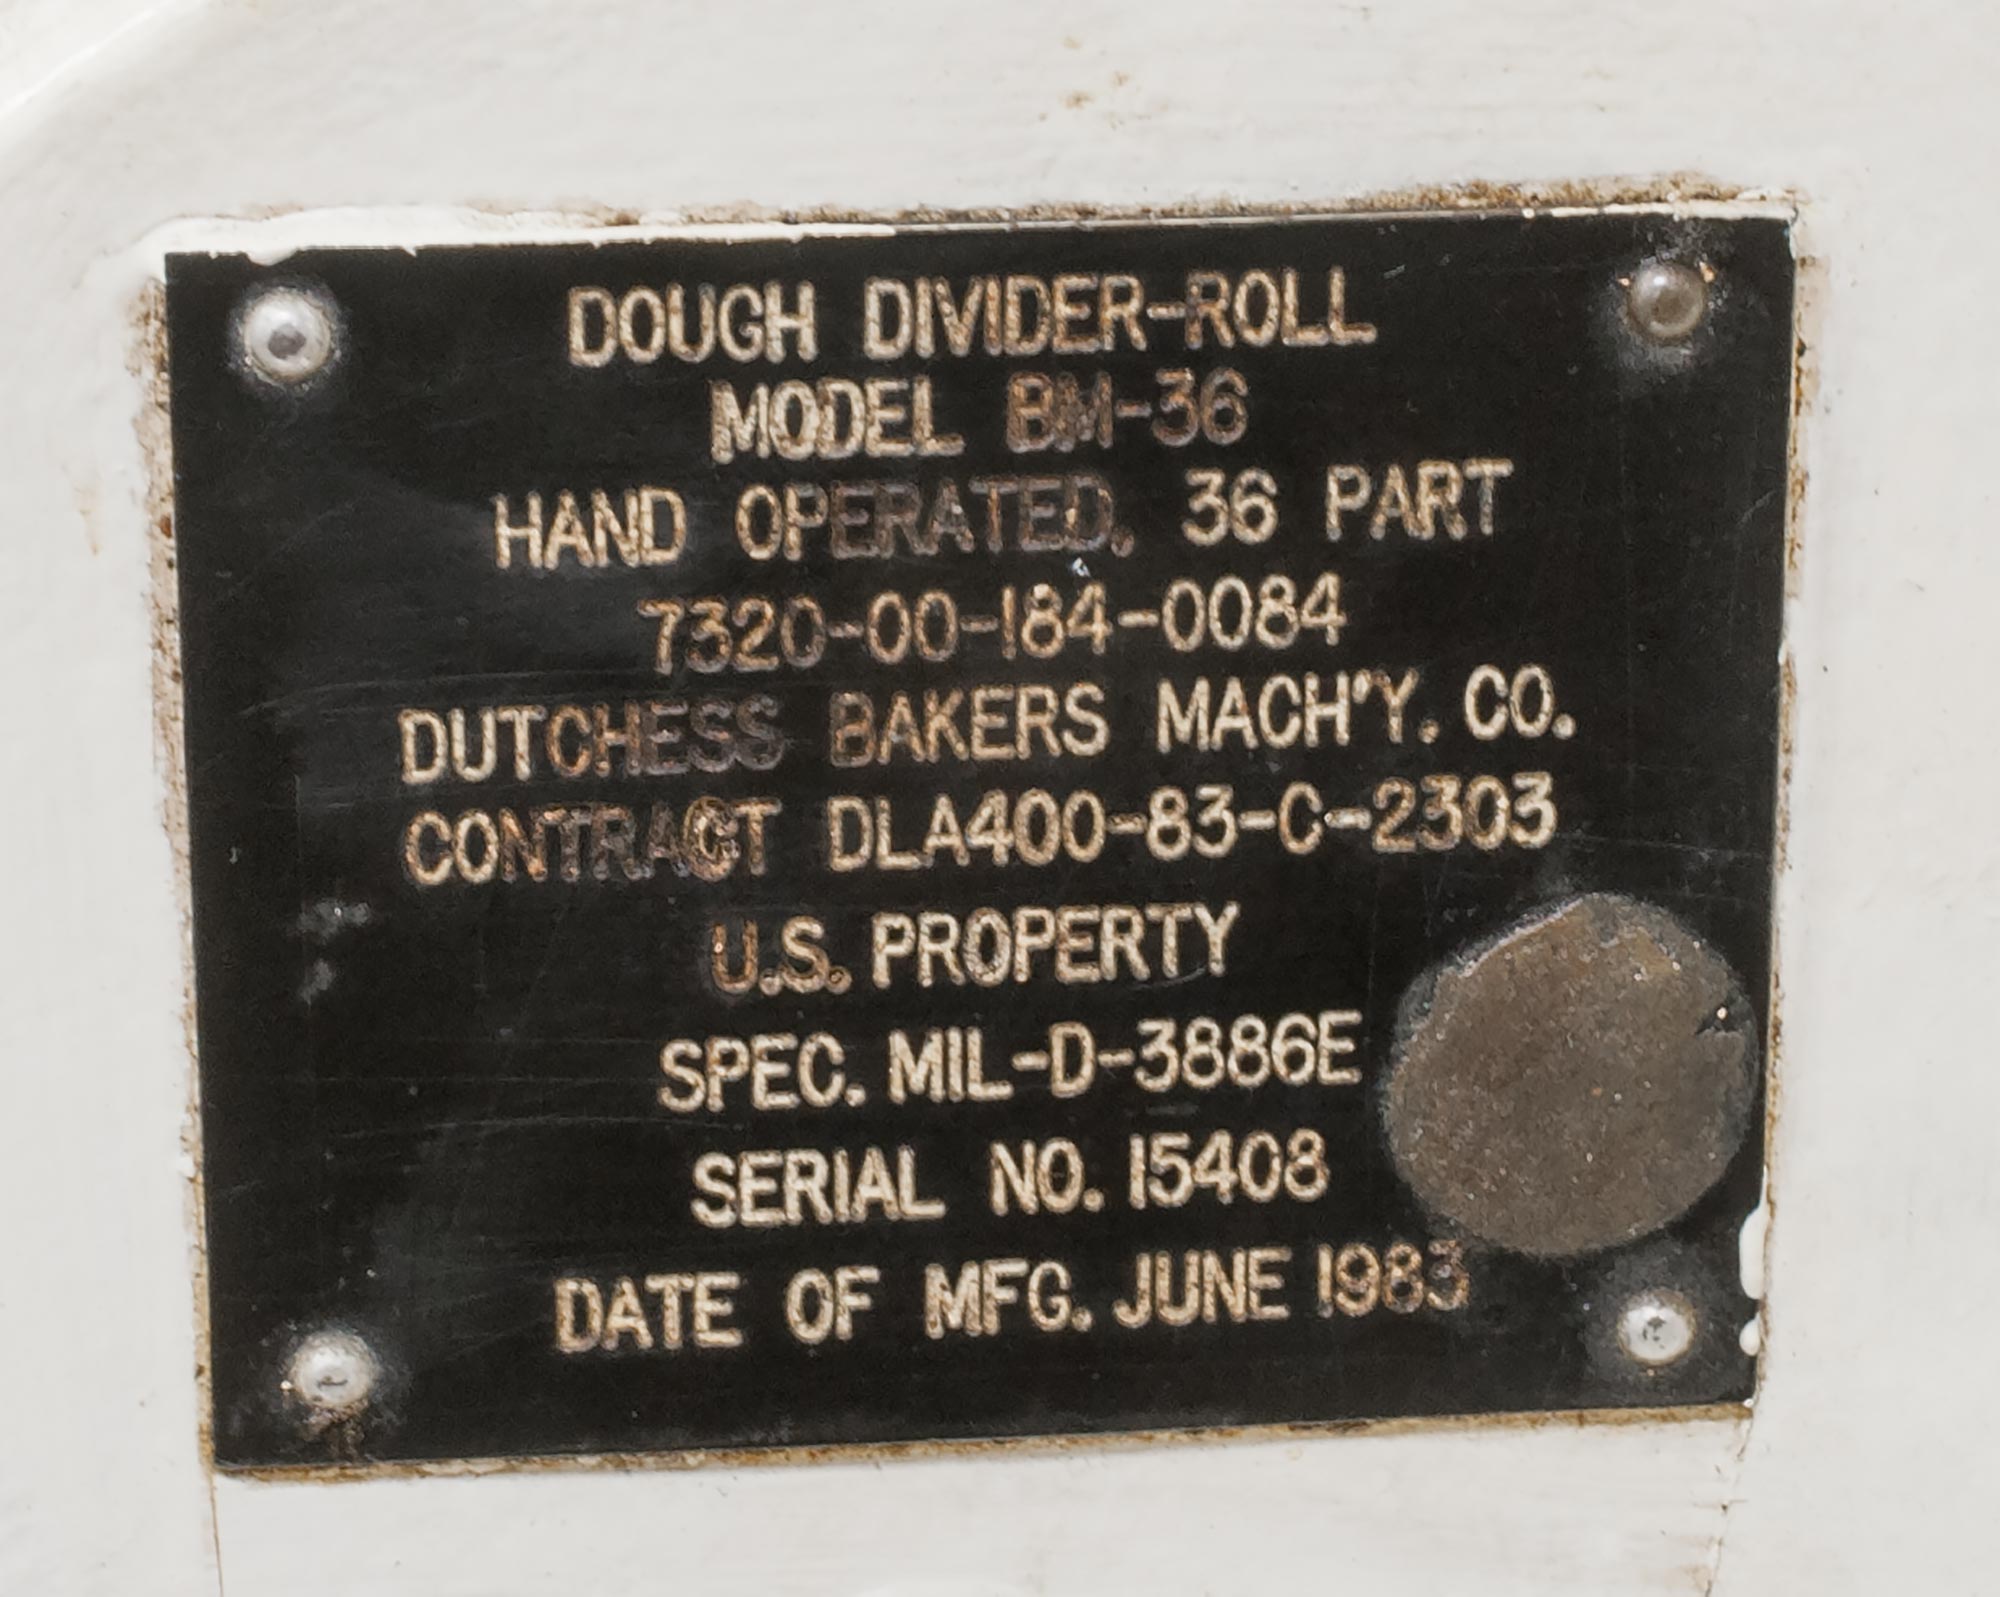 DOUGH DIVIDER-ROLL
MODEL BM-36
HAND OPERATED, 36 PART
7320-00-184-0084
DUTCHESS BAKERS MACH'Y. CO.
CONTRACT DLA400-83-C-2303
U.S. PROPERTY
SPEC. MIL-D-3886E
SERIAL NO. 15408
DATE OF MFG. JUNE 1983